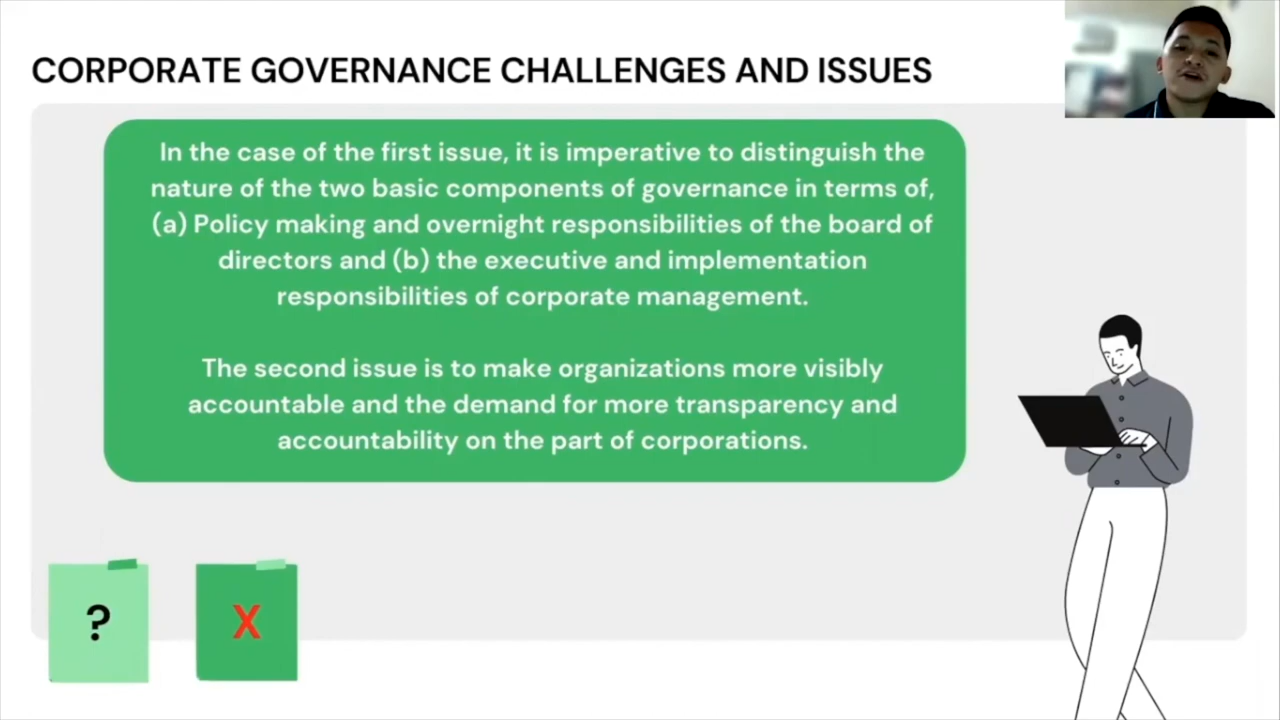 CORPORATE GOVERNANCE CHALLENGES AND ISSUES
In the case of the first issue, it is imperative to distinguish the
nature of the two basic components of governance in terms of,
(a) Policy making and overnight responsibilities of the board of
directors and (b) the executive and implementation
responsibilities of corporate management.
The second issue is to make organizations more visibly
accountable and the demand for more transparency and
accountability on the part of corporations.
?
X